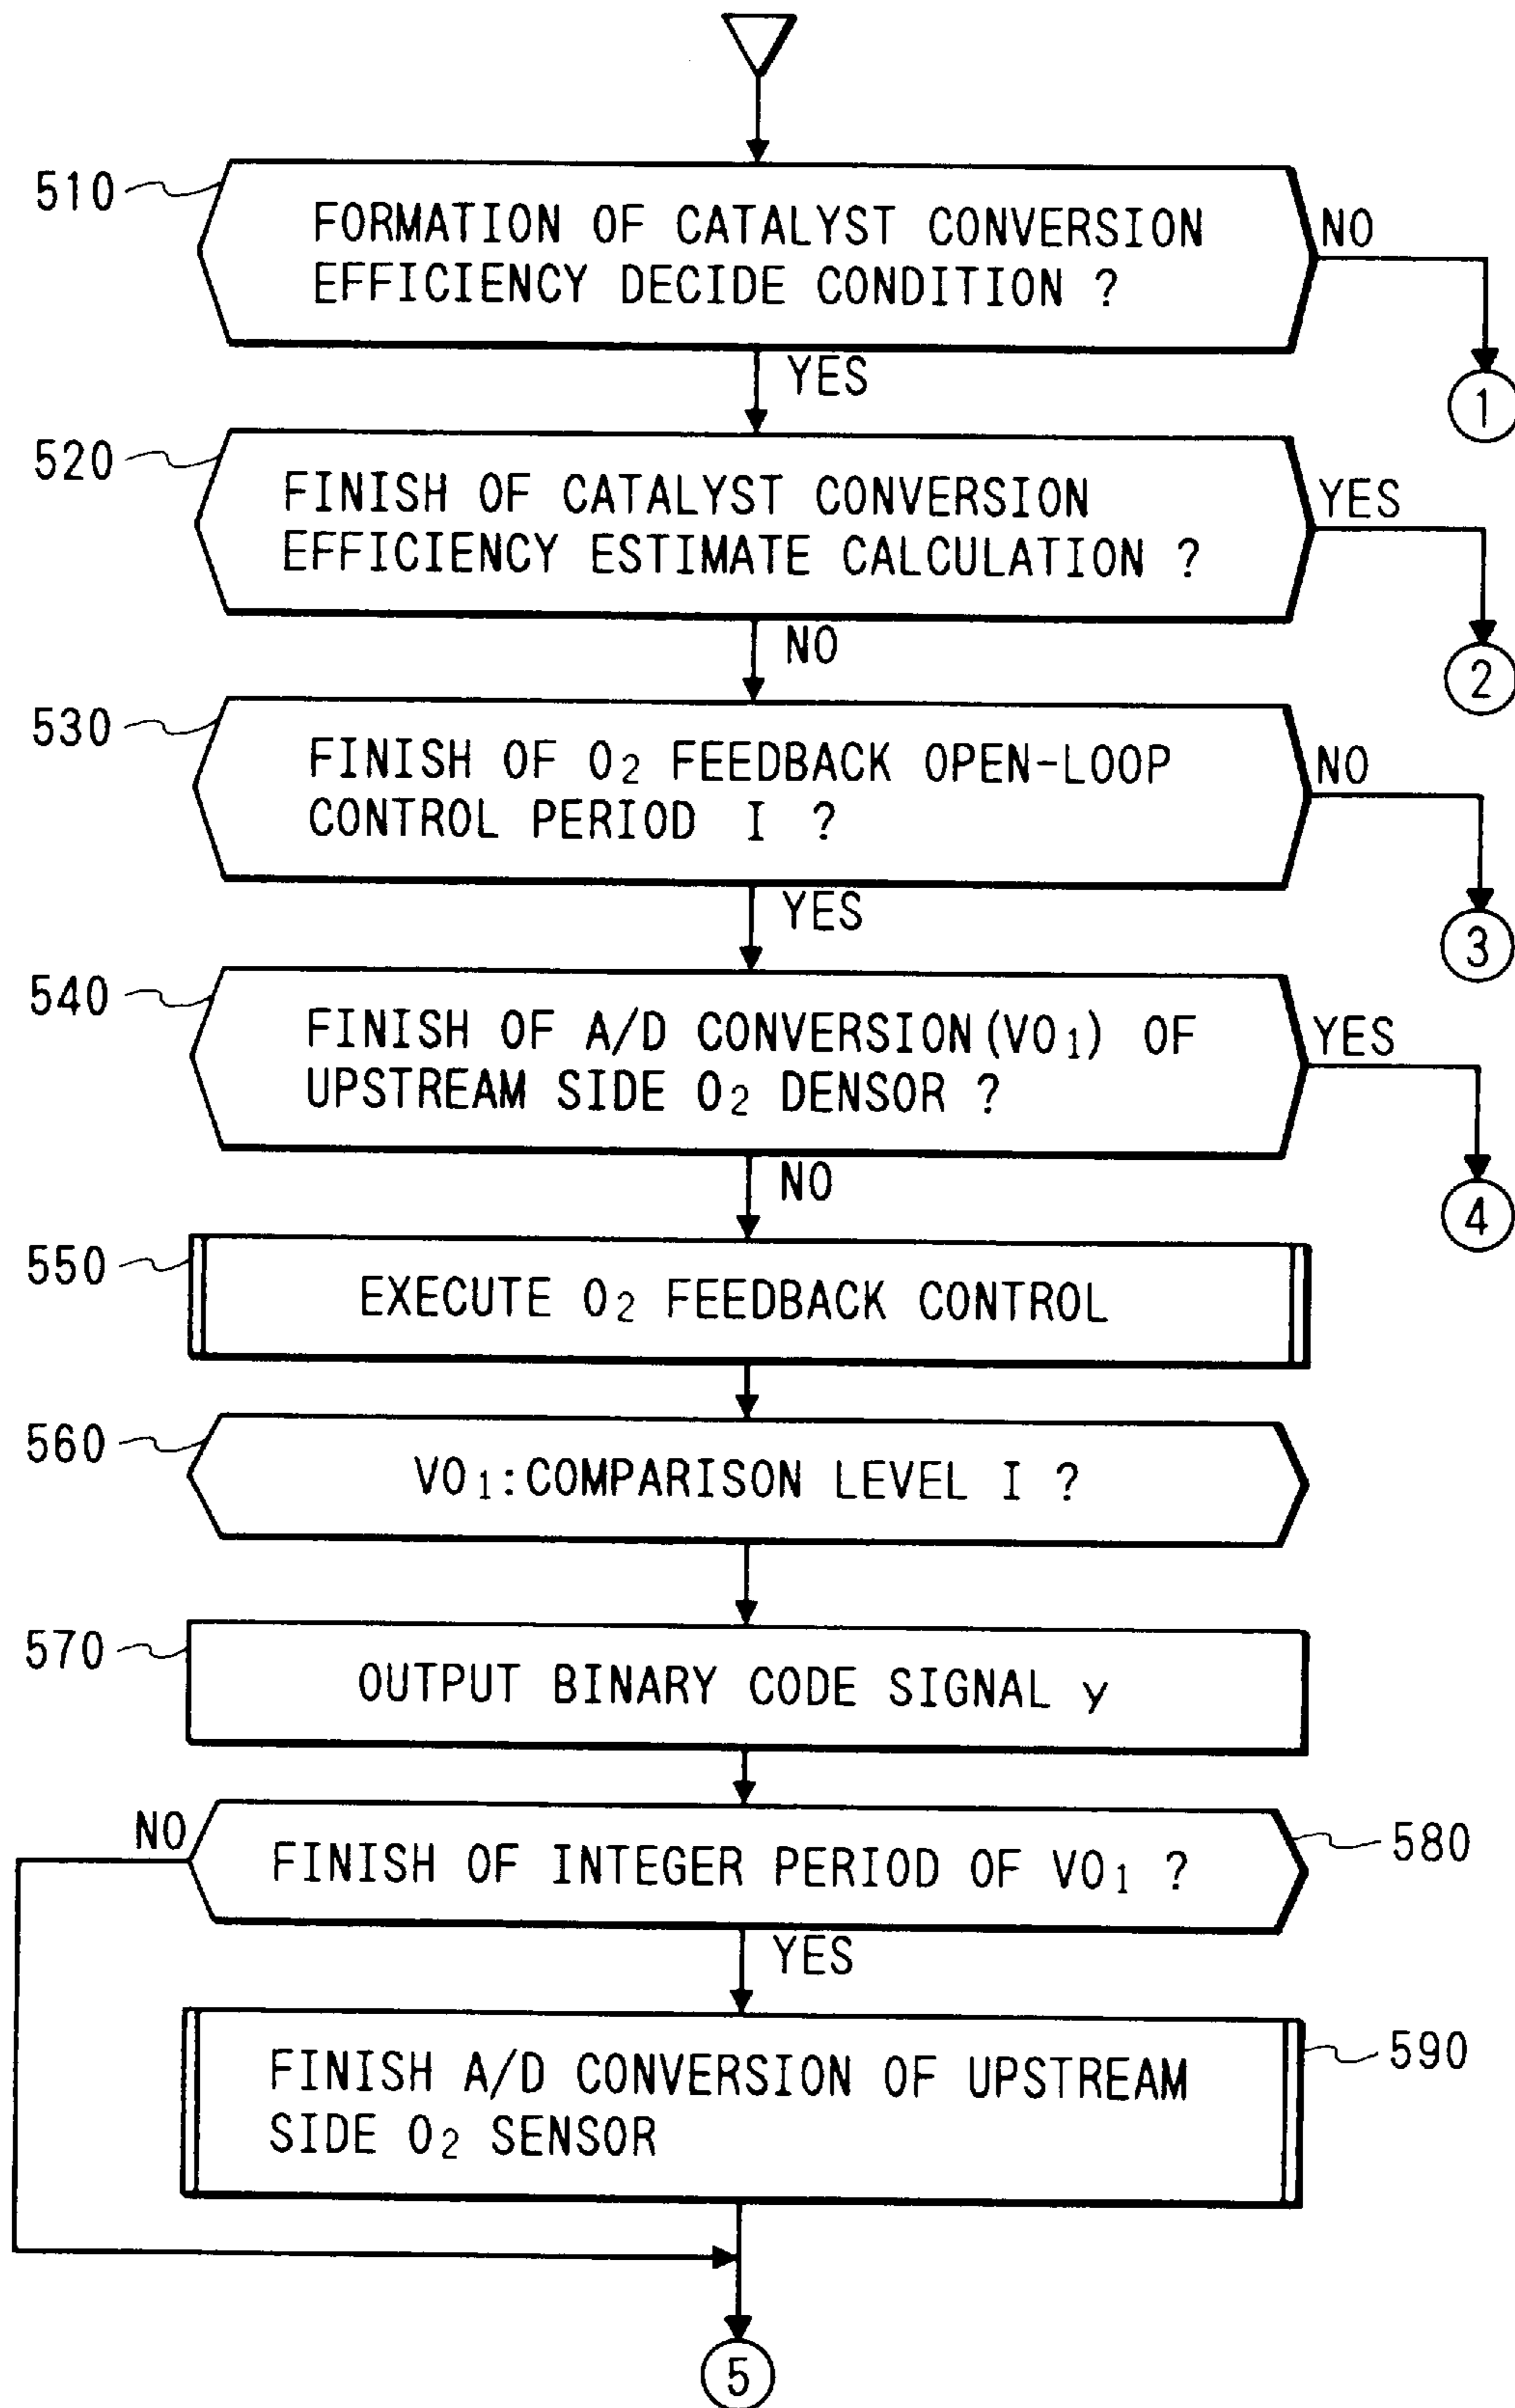 510
FORMATION OF CATALYST CONVERSION
EFFICIENCY DECIDE CONDITION ?
NO
1
YES
520
FINISH OF CATALYST CONVERSION
EFFICIENCY ESTIMATE CALCULATION ?
YES
2
NO
530
FINISH OF O₂ FEEDBACK OPEN-LOOP
CONTROL PERIOD I ?
NO
3
YES
540
FINISH OF A/D CONVERSION(VO₁) OF
UPSTREAM SIDE O₂ DENSOR ?
YES
4
NO
550
EXECUTE O₂ FEEDBACK CONTROL
560
VO₁:COMPARISON LEVEL I ?
570
OUTPUT BINARY CODE SIGNAL y
NO
FINISH OF INTEGER PERIOD OF VO₁ ?
580
YES
FINISH A/D CONVERSION OF UPSTREAM
SIDE O₂ SENSOR
590
5